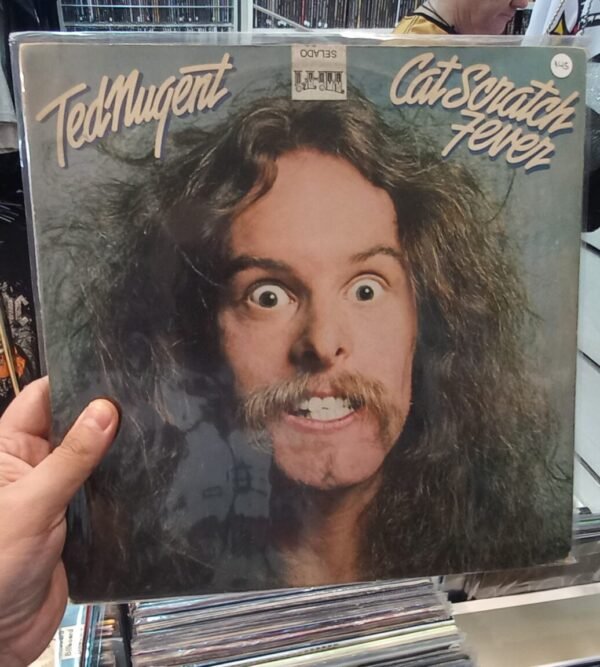 Ted Nugent
Cat Scratch
Fever
SELADO